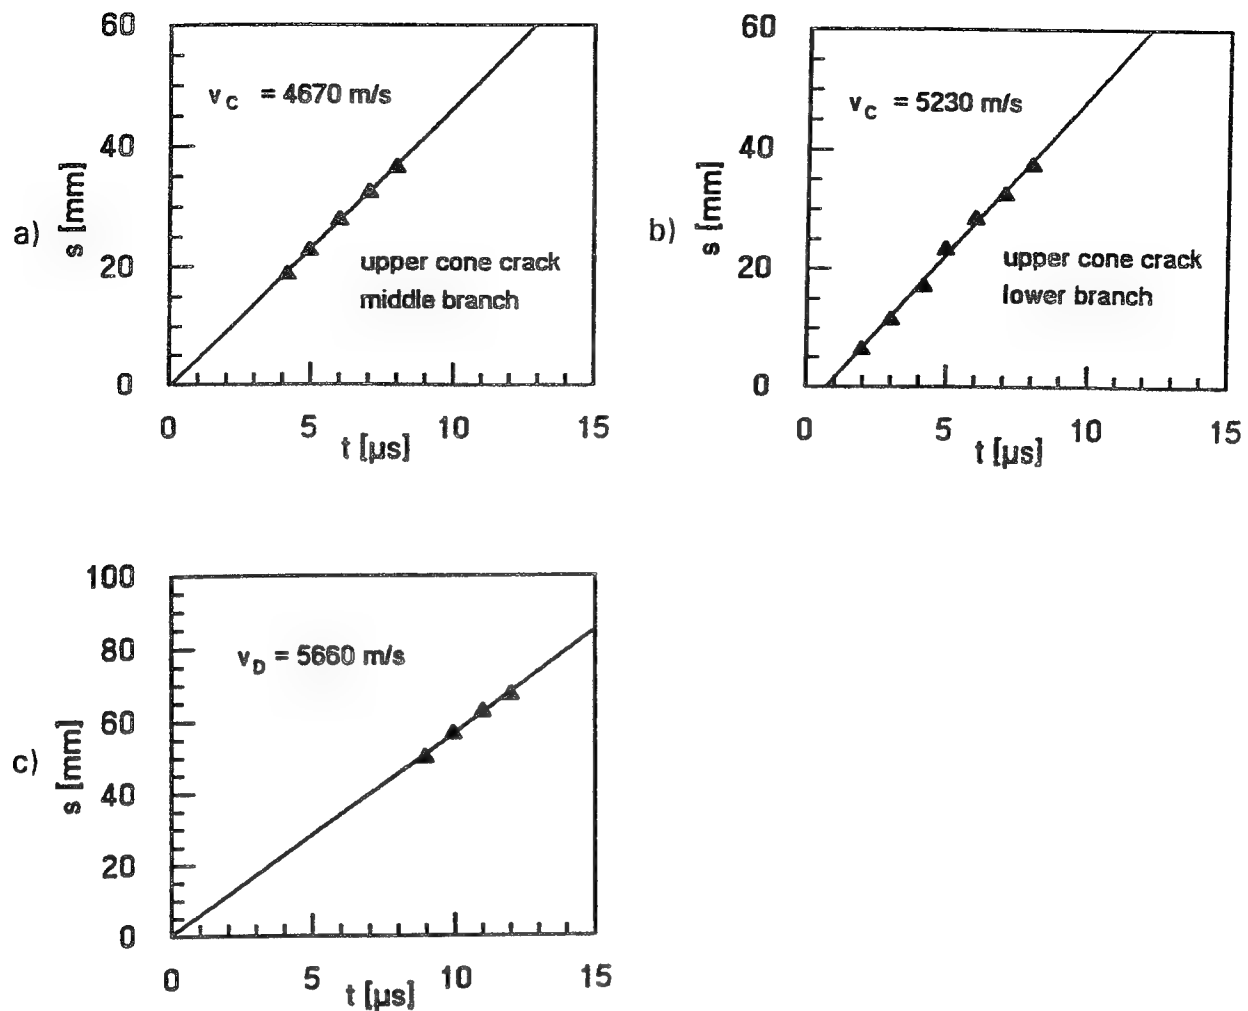 a)
s [mm]
60
40
20
0
v_C = 4670 m/s
upper cone crack
middle branch
0 5 10 15
t [µs]
b)
s [mm]
60
40
20
0
v_C = 5230 m/s
upper cone crack
lower branch
0 5 10 15
t [µs]
c)
s [mm]
100
80
60
40
20
0
v_D = 5660 m/s
0 5 10 15
t [µs]